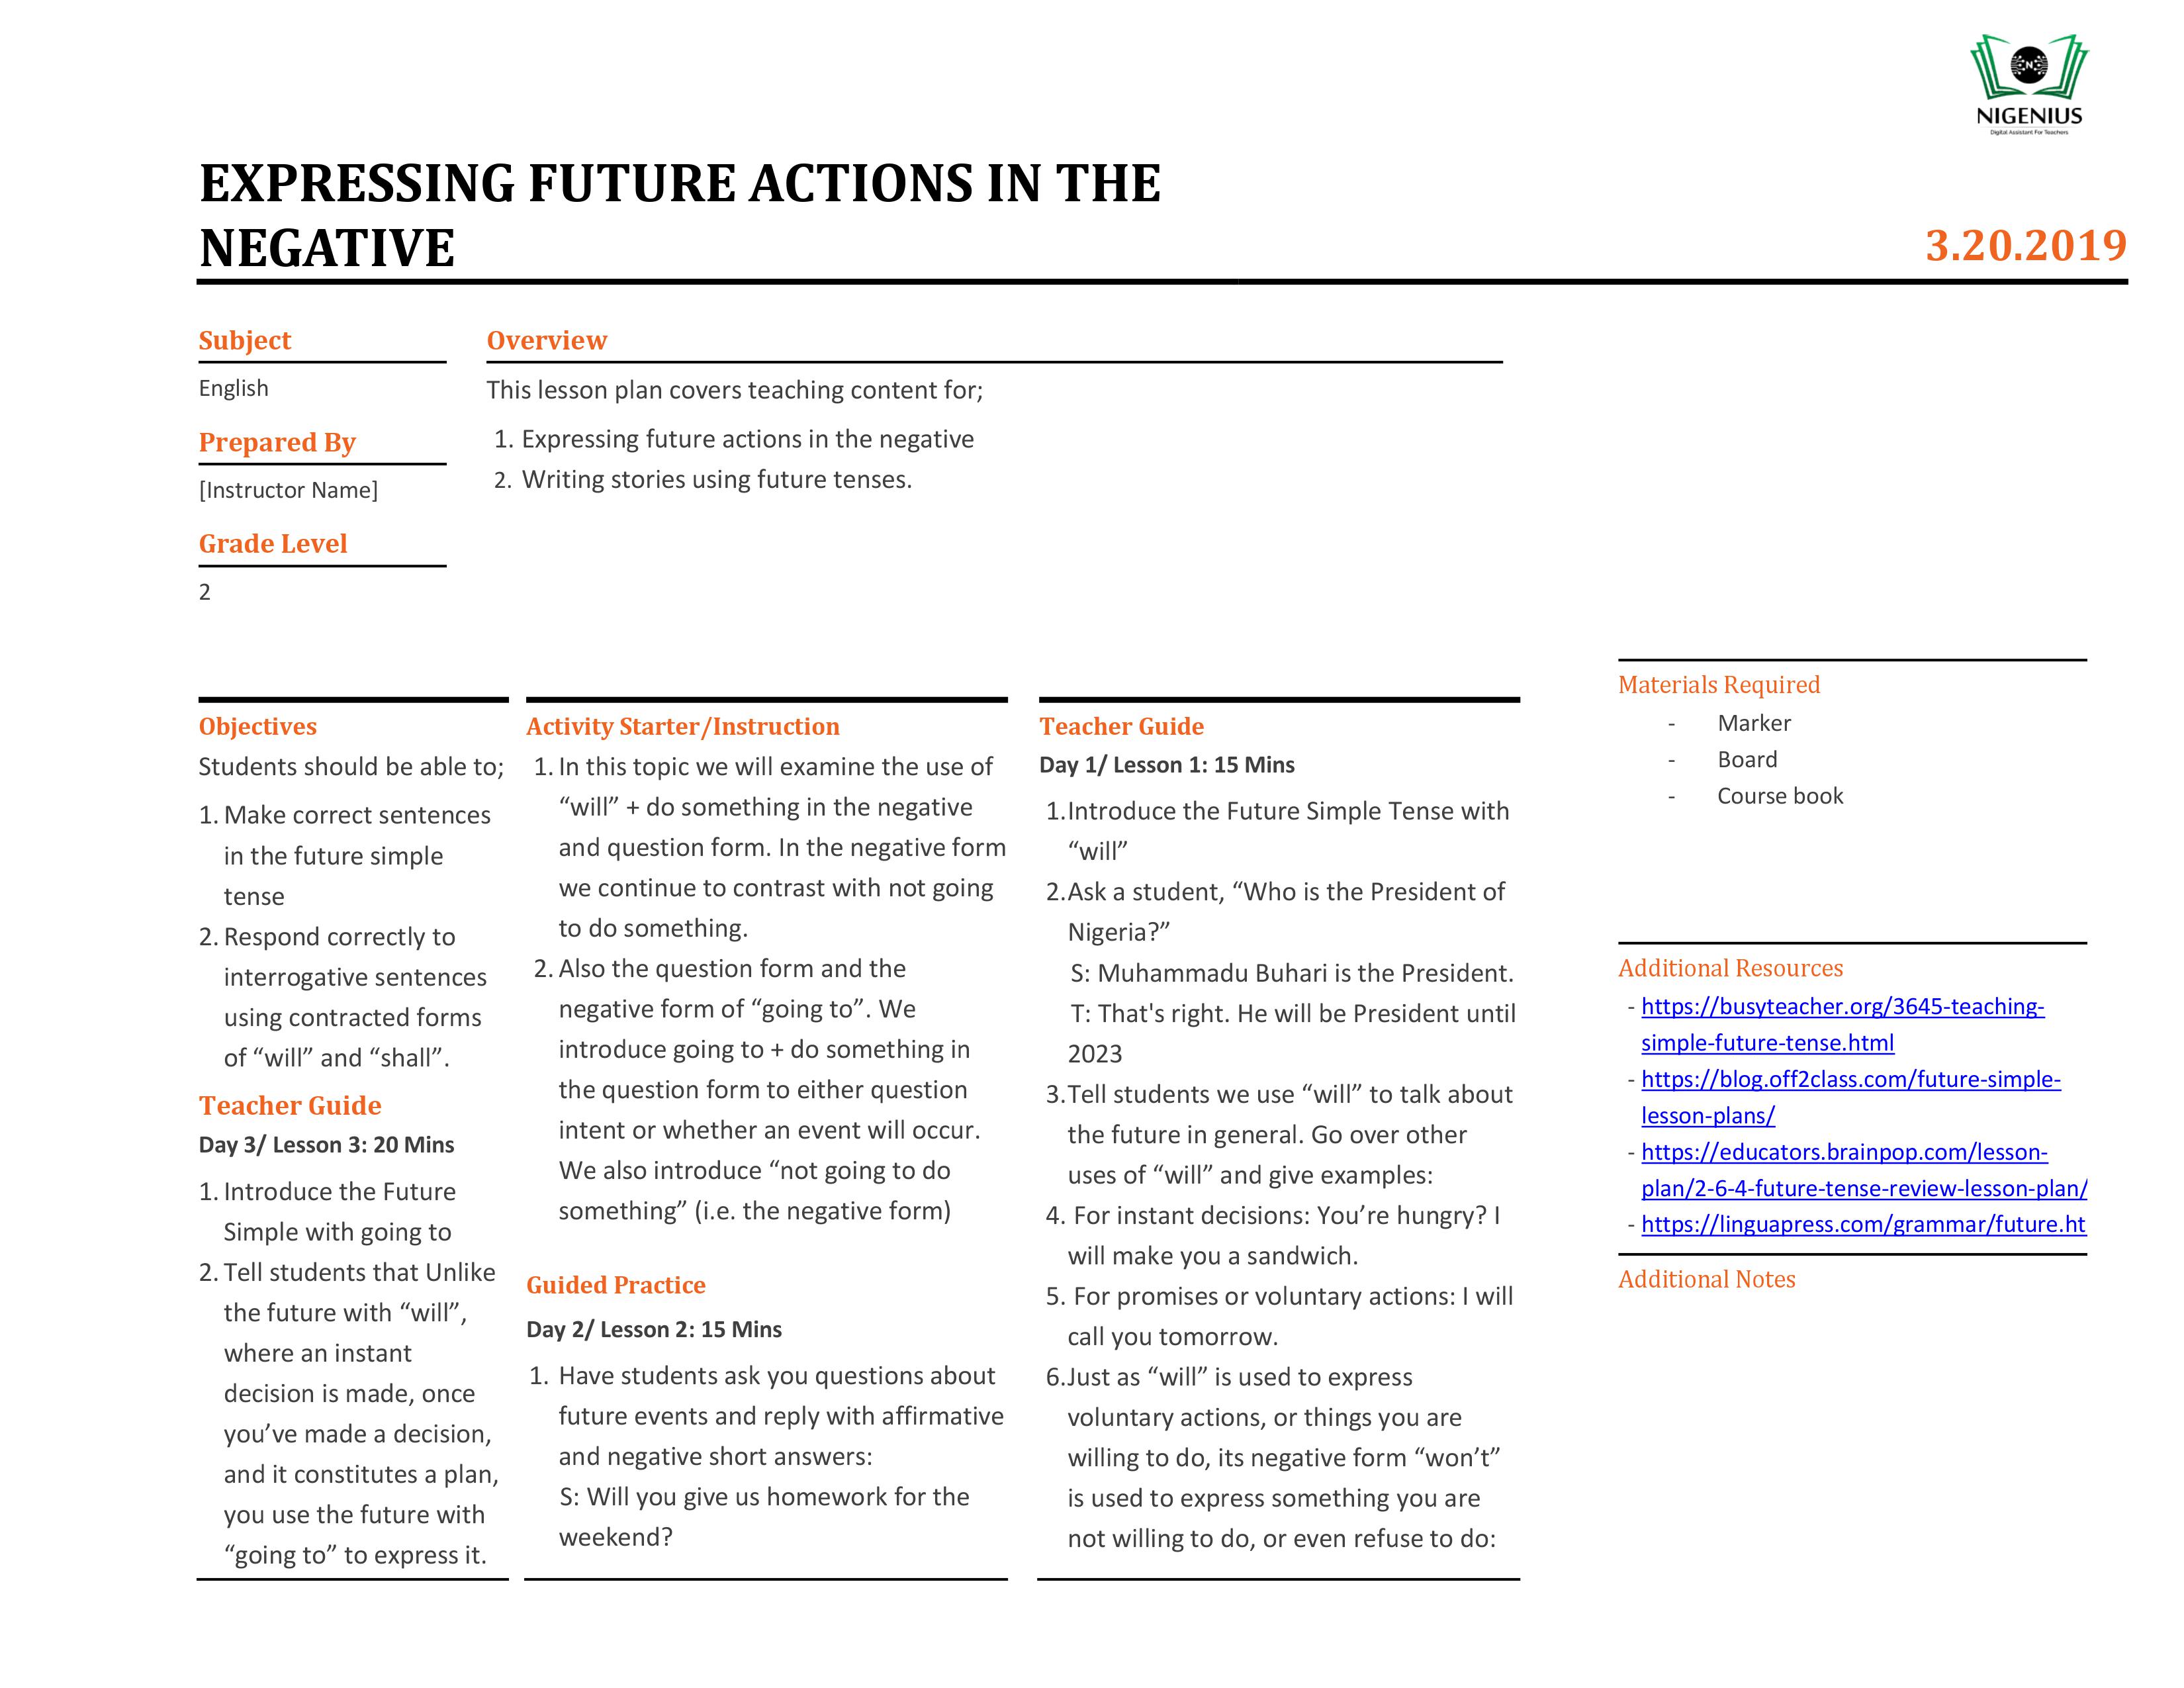 NIGENIUS
Digital Assistant For Teachers
EXPRESSING FUTURE ACTIONS IN THE
NEGATIVE
3.20.2019
Subject
English
Prepared By
[Instructor Name]
Grade Level
2
Overview
This lesson plan covers teaching content for;
1. Expressing future actions in the negative
2. Writing stories using future tenses.
Objectives
Students should be able to;
1. Make correct sentences
in the future simple
tense
2. Respond correctly to
interrogative sentences
using contracted forms
of “will” and “shall”.
Teacher Guide
Day 3/ Lesson 3: 20 Mins
1. Introduce the Future
Simple with going to
2. Tell students that Unlike
the future with “will”,
where an instant
decision is made, once
you’ve made a decision,
and it constitutes a plan,
you use the future with
“going to” to express it.
Activity Starter/Instruction
1. In this topic we will examine the use of
“will” + do something in the negative
and question form. In the negative form
we continue to contrast with not going
to do something.
2. Also the question form and the
negative form of “going to”. We
introduce going to + do something in
the question form to either question
intent or whether an event will occur.
We also introduce “not going to do
something” (i.e. the negative form)
Guided Practice
Day 2/ Lesson 2: 15 Mins
1. Have students ask you questions about
future events and reply with affirmative
and negative short answers:
S: Will you give us homework for the
weekend?
Teacher Guide
Day 1/ Lesson 1: 15 Mins
1.Introduce the Future Simple Tense with
“will”
2.Ask a student, “Who is the President of
Nigeria?”
S: Muhammadu Buhari is the President.
T: That's right. He will be President until
2023
3.Tell students we use “will” to talk about
the future in general. Go over other
uses of “will” and give examples:
4. For instant decisions: You’re hungry? I
will make you a sandwich.
5. For promises or voluntary actions: I will
call you tomorrow.
6.Just as “will” is used to express
voluntary actions, or things you are
willing to do, its negative form “won’t”
is used to express something you are
not willing to do, or even refuse to do:
Materials Required
- Marker
- Board
- Course book
Additional Resources
- https://busyteacher.org/3645-teaching-
simple-future-tense.html
- https://blog.off2class.com/future-simple-
lesson-plans/
- https://educators.brainpop.com/lesson-
plan/2-6-4-future-tense-review-lesson-plan/
- https://linguapress.com/grammar/future.ht
Additional Notes